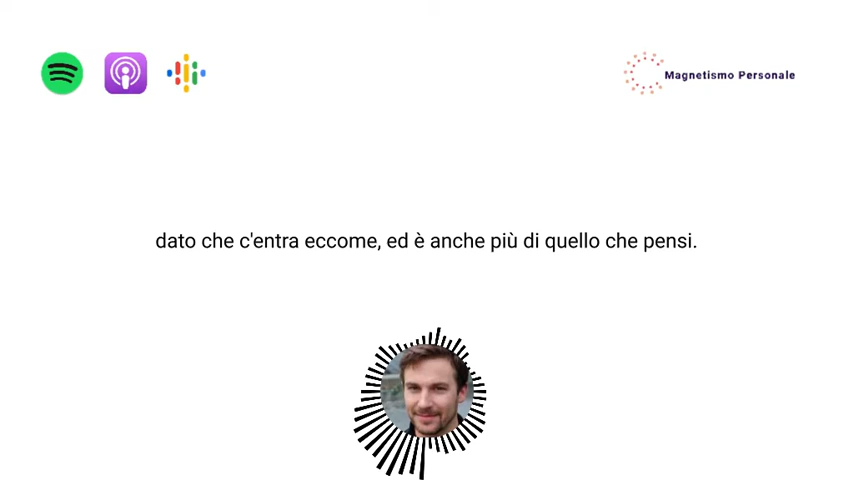 Magnetismo Personale
dato che c'entra eccome, ed è anche più di quello che pensi.